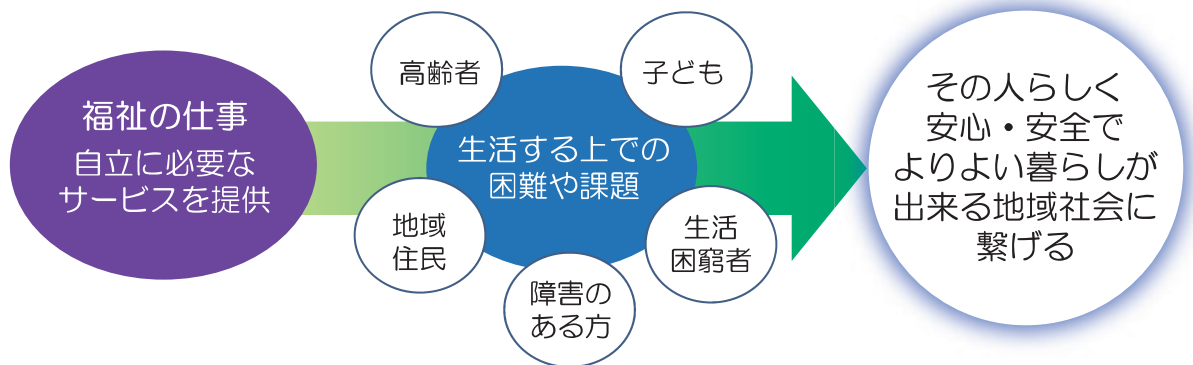 福祉の仕事
自立に必要な
サービスを提供
高齢者
子ども
生活する上での
困難や課題
地域
住民
障害の
ある方
生活
困窮者
その人らしく
安心・安全で
よりよい暮らしが
出来る地域社会に
繋げる